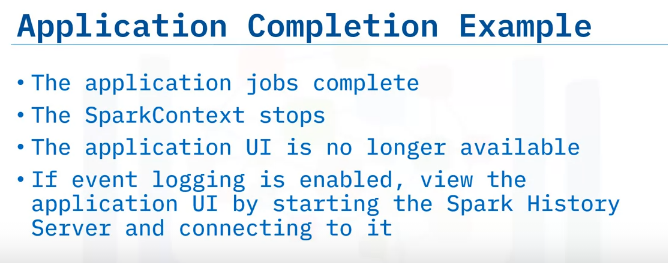 Application Completion Example
• The application jobs complete
• The SparkContext stops
• The application UI is no longer available
• If event logging is enabled, view the
application UI by starting the Spark History
Server and connecting to it